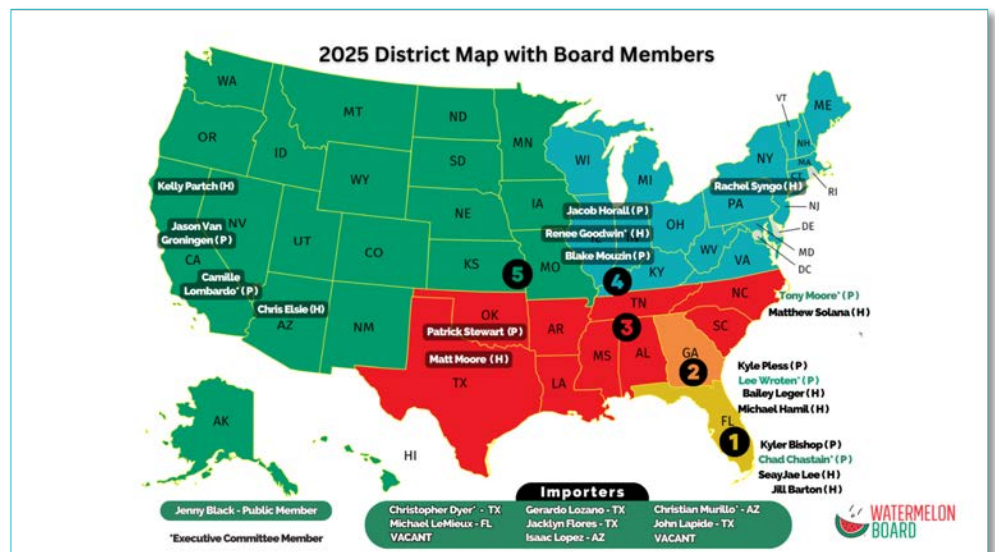 2025 District Map with Board Members
WA
OR
ID
MT
ND
MN
SD
WY
NE
IA
NV
UT
CO
KS
MO
CA
AZ
NM
AK
HI
WI
MI
OH
IN
KY
WV
VA
PA
NY
VT
NH
ME
MA
CT
RI
NJ
DE
MD
DC
OK
AR
TX
LA
MS
AL
TN
NC
SC
GA
FL
Kelly Partch (H)
Jason Van
Groningen (P)
Camille
Lombardo* (P)
Chris Elsie (H)
5
Rachel Syngo (H)
Jacob Horall (P)
Renee Goodwin* (H)
Blake Mouzin (P)
4
Patrick Stewart (P)
Matt Moore (H)
3
Tony Moore* (P)
Matthew Solana (H)
2
Kyle Pless (P)
Lee Wroten* (P)
Bailey Leger (H)
Michael Hamil (H)
1
Kyler Bishop (P)
Chad Chastain* (P)
SeayJae Lee (H)
Jill Barton (H)
Jenny Black - Public Member
*Executive Committee Member
Importers
Christopher Dyer* - TX
Michael LeMieux - FL
VACANT
Gerardo Lozano - TX
Jacklyn Flores - TX
Isaac Lopez - AZ
Christian Murillo* - AZ
John Lapide - TX
VACANT
WATERMELON
BOARD